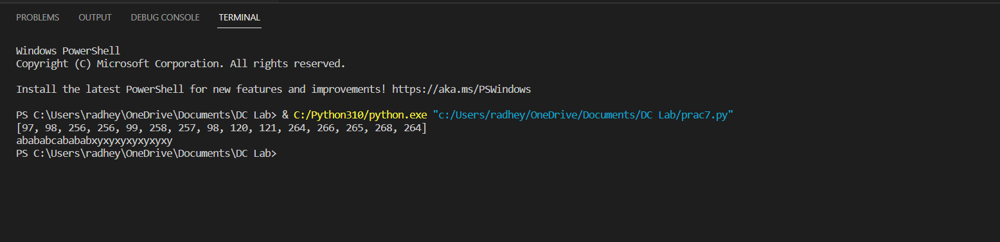 PROBLEMS OUTPUT DEBUG CONSOLE TERMINAL
Windows PowerShell
Copyright (C) Microsoft Corporation. All rights reserved.
Install the latest PowerShell for new features and improvements! https://aka.ms/PSWindows
PS C:\Users\radhey\OneDrive\Documents\DC Lab> & C:/Python310/python.exe "c:/Users/radhey/OneDrive/Documents/DC Lab/prac7.py"
[97, 98, 256, 256, 99, 258, 257, 98, 120, 121, 264, 266, 265, 268, 264]
abababcabababxyxyxyxyxyxyxy
PS C:\Users\radhey\OneDrive\Documents\DC Lab>